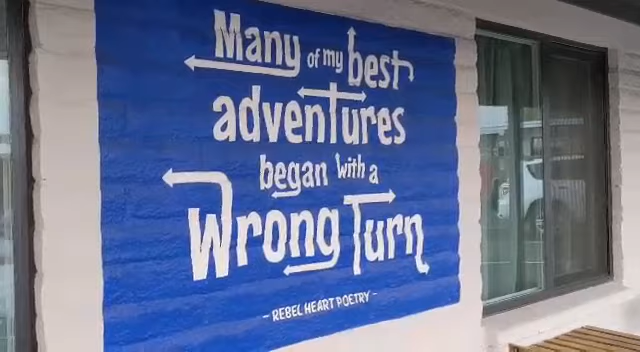 Many of my best
adventures
began with a
Wrong Turn
- REBEL HEART POETRY -